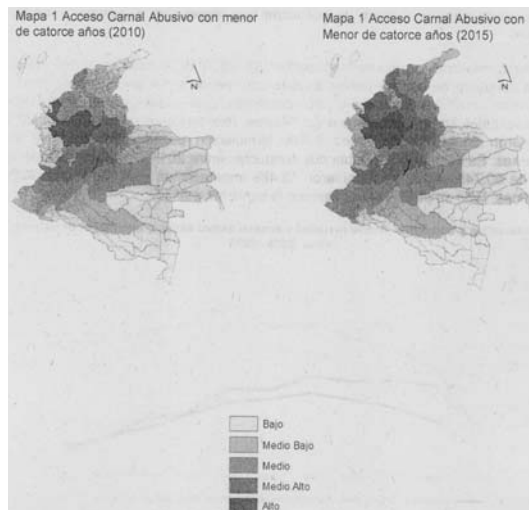 Mapa 1 Acceso Carnal Abusivo con menor
de catorce años (2010)
Mapa 1 Acceso Carnal Abusivo con
Menor de catorce años (2015)
N
N
Bajo
Medio Bajo
Medio
Medio Alto
Alto